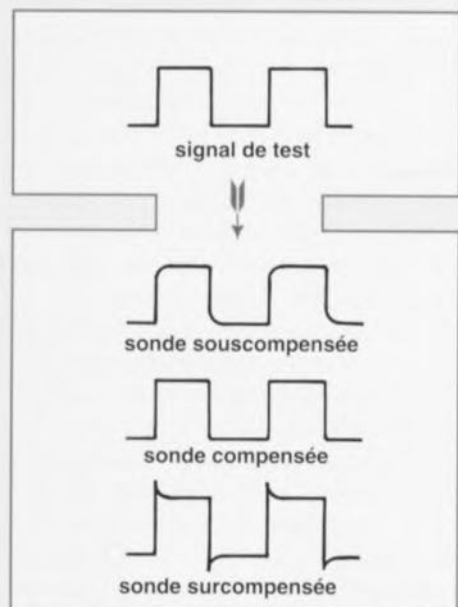 signal de test
sonde souscompensée
sonde compensée
sonde surcompensée